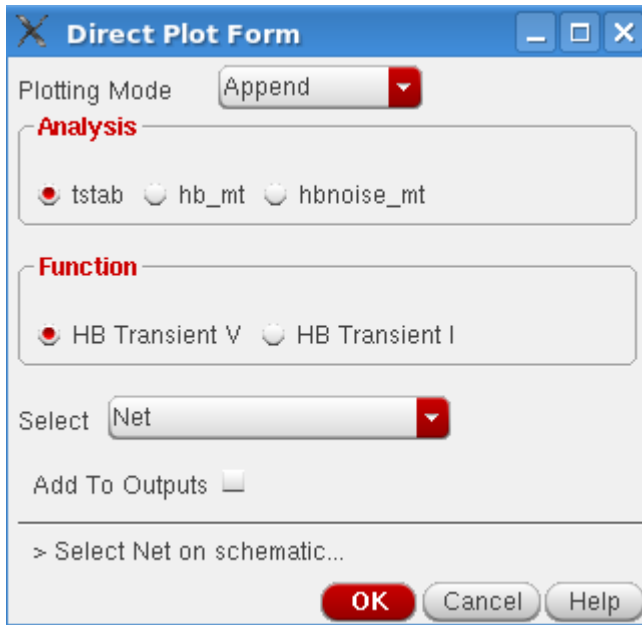 Direct Plot Form
Plotting Mode Append
Analysis
tstab hb_mt hbnoise_mt
Function
HB Transient V HB Transient I
Select Net
Add To Outputs
> Select Net on schematic...
OK Cancel Help